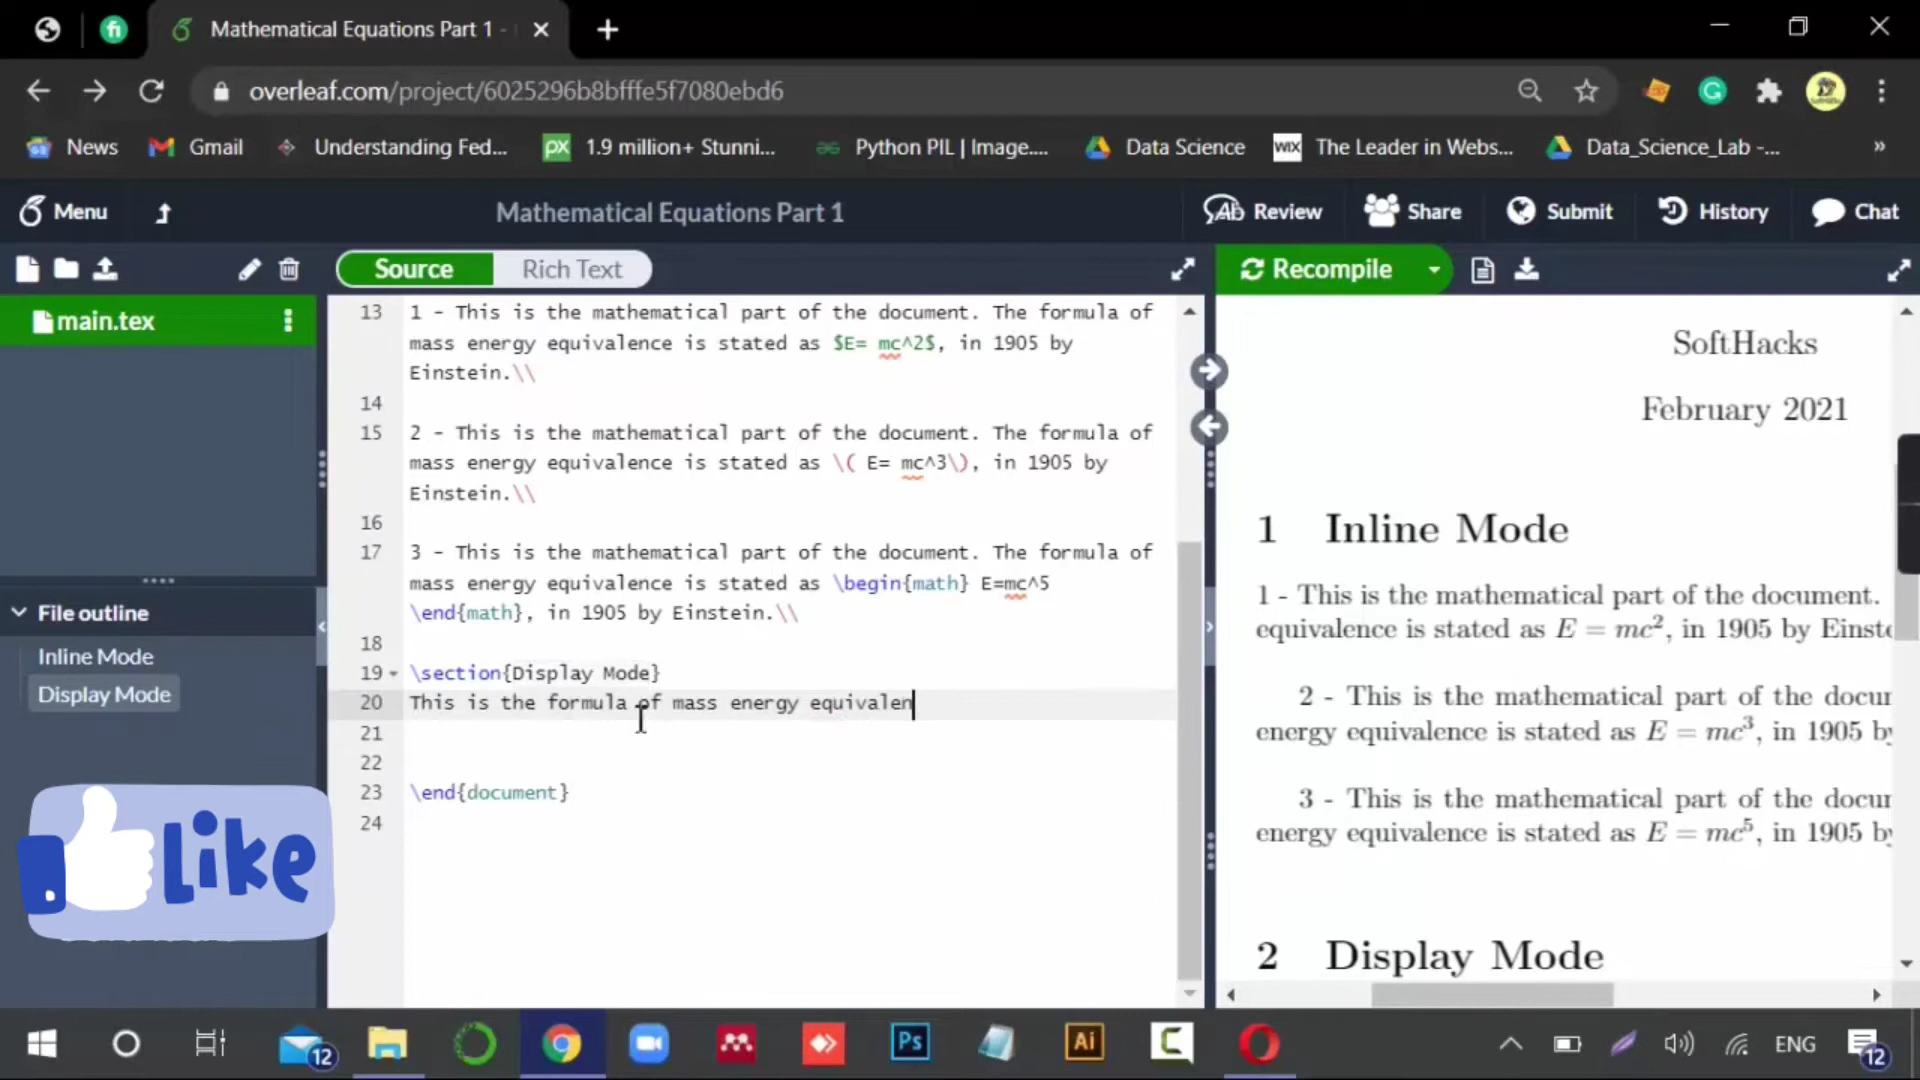 Mathematical Equations Part 1 -
overleaf.com/project/6025296b8bfffe5f7080ebd6
News
Gmail
Understanding Fed...
px
1.9 million+ Stunni...
Python PIL | Image....
Data Science
WIX
The Leader in Webs...
Data_Science_Lab -...
»
Menu
Mathematical Equations Part 1
Review
Share
Submit
History
Chat
Source
Rich Text
Recompile
main.tex
File outline
Inline Mode
Display Mode
13 1 - This is the mathematical part of the document. The formula of
mass energy equivalence is stated as $E= mc^2$, in 1905 by
Einstein.\\
14
15 2 - This is the mathematical part of the document. The formula of
mass energy equivalence is stated as \( E= mc^3\), in 1905 by
Einstein.\\
16
17 3 - This is the mathematical part of the document. The formula of
mass energy equivalence is stated as \begin{math} E=mc^5
\end{math}, in 1905 by Einstein.\\
18
19 \section{Display Mode}
20 This is the formula of mass energy equivalen
21
22
23 \end{document}
24
SoftHacks
February 2021
1 Inline Mode
1 - This is the mathematical part of the document.
equivalence is stated as E = mc², in 1905 by Einste
2 - This is the mathematical part of the docur
energy equivalence is stated as E = mc³, in 1905 by
3 - This is the mathematical part of the docur
energy equivalence is stated as E = mc⁵, in 1905 by
2 Display Mode
Like
12
Ps
Ai
ENG
12